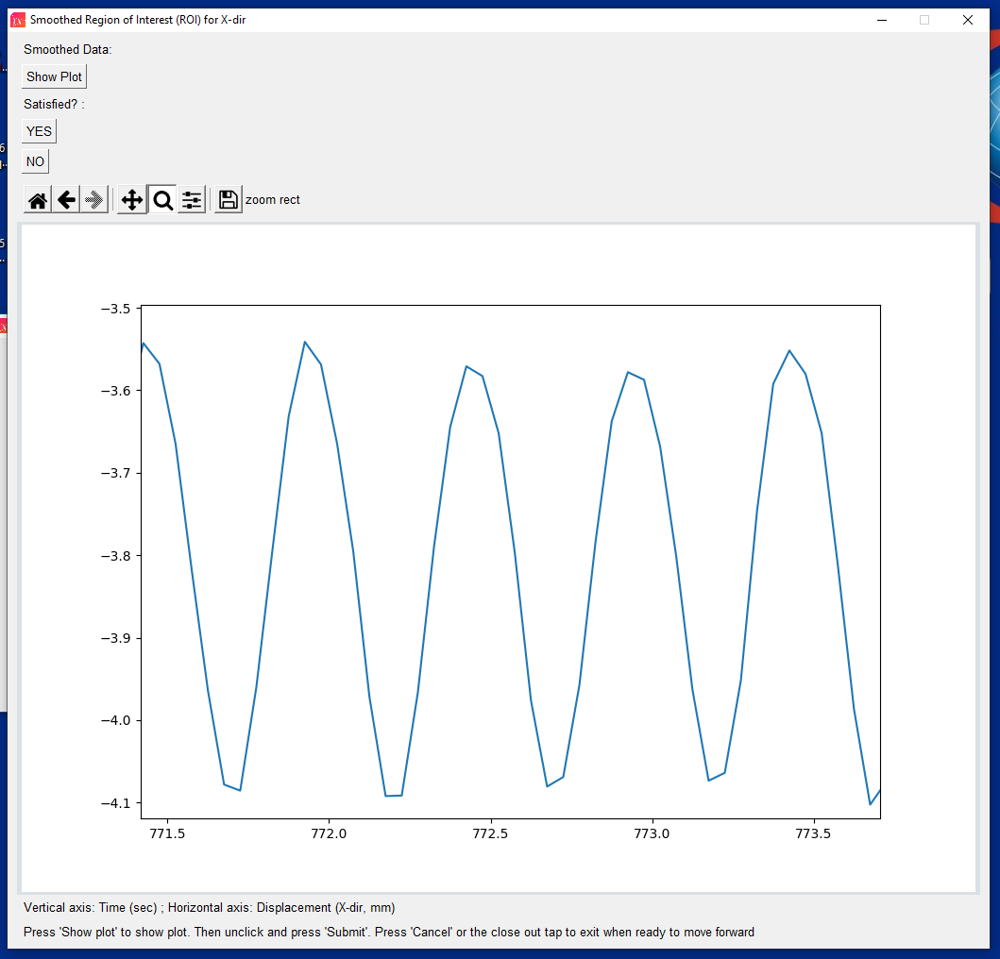 Smoothed Region of Interest (ROI) for X-dir
Smoothed Data:
Show Plot
Satisfied? :
YES
NO
zoom rect
−3.5
−3.6
−3.7
−3.8
−3.9
−4.0
−4.1
771.5 772.0 772.5 773.0 773.5
Vertical axis: Time (sec) ; Horizontal axis: Displacement (X-dir, mm)
Press 'Show plot' to show plot. Then unclick and press 'Submit'. Press 'Cancel' or the close out tap to exit when ready to move forward